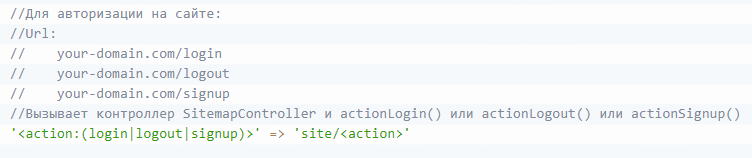 //Для авторизации на сайте:
//Url:
//    your-domain.com/login
//    your-domain.com/logout
//    your-domain.com/signup
//Вызывает контроллер SitemapController и actionLogin() или actionLogout() или actionSignup()
'<action:(login|logout|signup)>' => 'site/<action>'